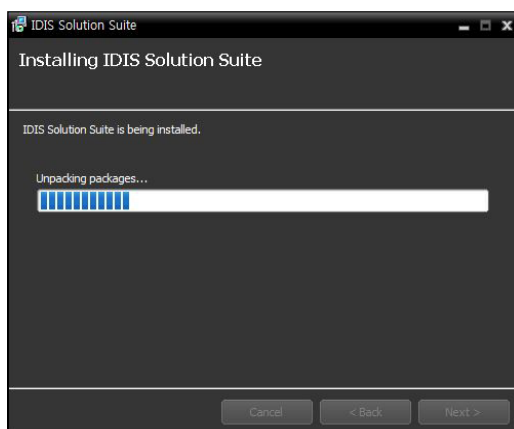 IDIS Solution Suite
Installing IDIS Solution Suite
IDIS Solution Suite is being installed.
Unpacking packages...
Cancel
< Back
Next >